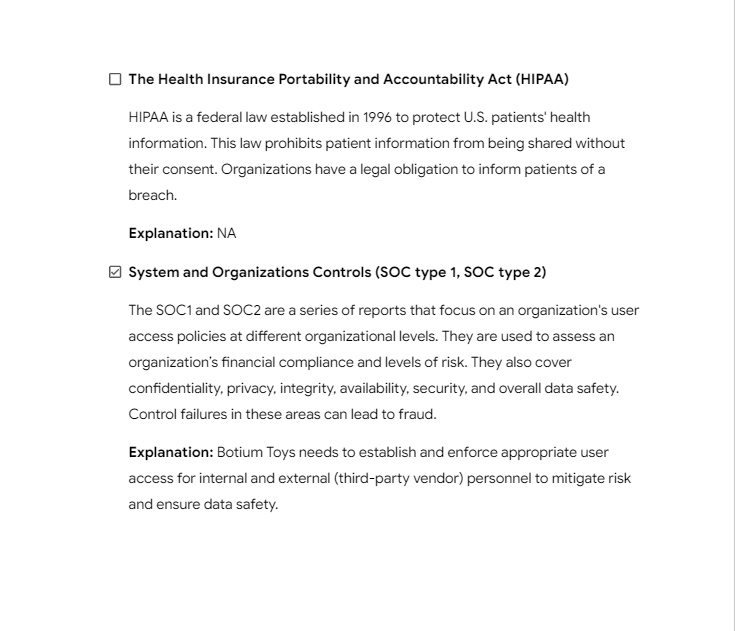 ☐ The Health Insurance Portability and Accountability Act (HIPAA)
HIPAA is a federal law established in 1996 to protect U.S. patients' health
information. This law prohibits patient information from being shared without
their consent. Organizations have a legal obligation to inform patients of a
breach.
Explanation: NA
☑ System and Organizations Controls (SOC type 1, SOC type 2)
The SOC1 and SOC2 are a series of reports that focus on an organization's user
access policies at different organizational levels. They are used to assess an
organization's financial compliance and levels of risk. They also cover
confidentiality, privacy, integrity, availability, security, and overall data safety.
Control failures in these areas can lead to fraud.
Explanation: Botium Toys needs to establish and enforce appropriate user
access for internal and external (third-party vendor) personnel to mitigate risk
and ensure data safety.